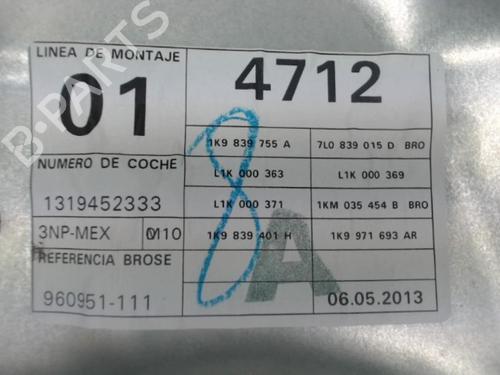 LINEA DE MONTAJE
01
4712
1K9 839 755 A
7L0 839 015 D BRO
NUMERO DE COCHE
L1K 000 363
L1K 000 369
1319452333
L1K 000 371
1KM 035 454 B BRO
3NP-MEX
M10
1K9 839 401 H
1K9 971 693 AR
REFERENCIA BROSE
8
A
960951-111
06.05.2013
B-PARTS